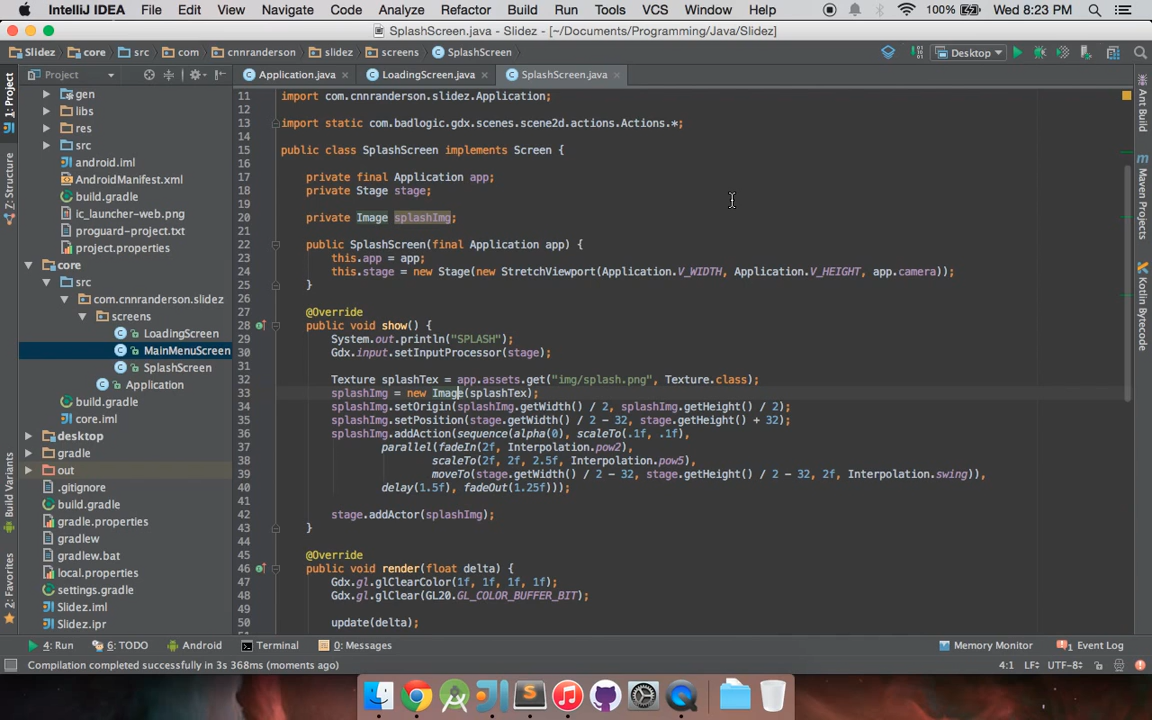 IntelliJ IDEA File Edit View Navigate Code Analyze Refactor Build Run Tools VCS Window Help 100% Wed 8:23 PM
SplashScreen.java - Slidez - [~/Documents/Programming/Java/Slidez]
Slidez core src com cnnranderson slidez screens SplashScreen Desktop
Project Application.java LoadingScreen.java SplashScreen.java
1: Project
Z: Structure
Build Variants
2: Favorites
gen
libs
res
src
android.iml
AndroidManifest.xml
build.gradle
ic_launcher-web.png
proguard-project.txt
project.properties
core
src
com.cnnranderson.slidez
screens
LoadingScreen
MainMenuScreen
SplashScreen
Application
build.gradle
core.iml
desktop
gradle
out
.gitignore
build.gradle
gradle.properties
gradlew
gradlew.bat
local.properties
settings.gradle
Slidez.iml
Slidez.ipr
11 import com.cnnranderson.slidez.Application;
12
13 import static com.badlogic.gdx.scenes.scene2d.actions.Actions.*;
14
15 public class SplashScreen implements Screen {
16
17 private final Application app;
18 private Stage stage;
19
20 private Image splashImg;
21
22 public SplashScreen(final Application app) {
23 this.app = app;
24 this.stage = new Stage(new StretchViewport(Application.V_WIDTH, Application.V_HEIGHT, app.camera));
25 }
26
27 @Override
28 public void show() {
29 System.out.println("SPLASH");
30 Gdx.input.setInputProcessor(stage);
31
32 Texture splashTex = app.assets.get("img/splash.png", Texture.class);
33 splashImg = new Image(splashTex);
34 splashImg.setOrigin(splashImg.getWidth() / 2, splashImg.getHeight() / 2);
35 splashImg.setPosition(stage.getWidth() / 2 - 32, stage.getHeight() + 32);
36 splashImg.addAction(sequence(alpha(0), scaleTo(.1f, .1f),
37 parallel(fadeIn(2f, Interpolation.pow2),
38 scaleTo(2f, 2f, 2.5f, Interpolation.pow5),
39 moveTo(stage.getWidth() / 2 - 32, stage.getHeight() / 2 - 32, 2f, Interpolation.swing)),
40 delay(1.5f), fadeOut(1.25f)));
41
42 stage.addActor(splashImg);
43 }
44
45 @Override
46 public void render(float delta) {
47 Gdx.gl.glClearColor(1f, 1f, 1f, 1f);
48 Gdx.gl.glClear(GL20.GL_COLOR_BUFFER_BIT);
49
50 update(delta);
Ant Build
Maven Projects
Kotlin Bytecode
4: Run 6: TODO Android Terminal 0: Messages Memory Monitor 1 Event Log
Compilation completed successfully in 3s 368ms (moments ago) 4:1 LF÷ UTF-8÷